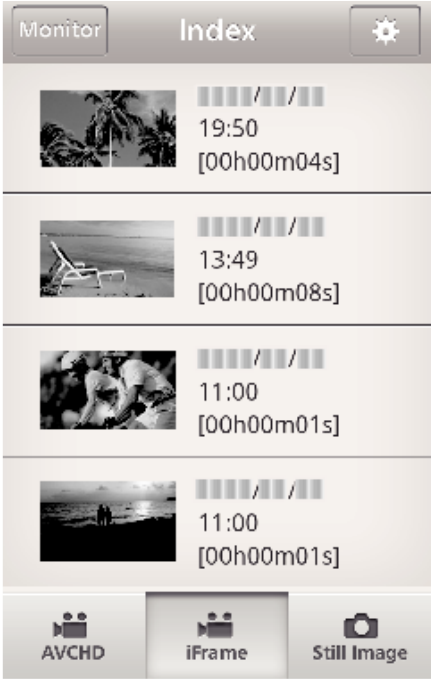 Monitor Index
19:50
[00h00m04s]
13:49
[00h00m08s]
11:00
[00h00m01s]
11:00
[00h00m01s]
AVCHD iFrame Still Image